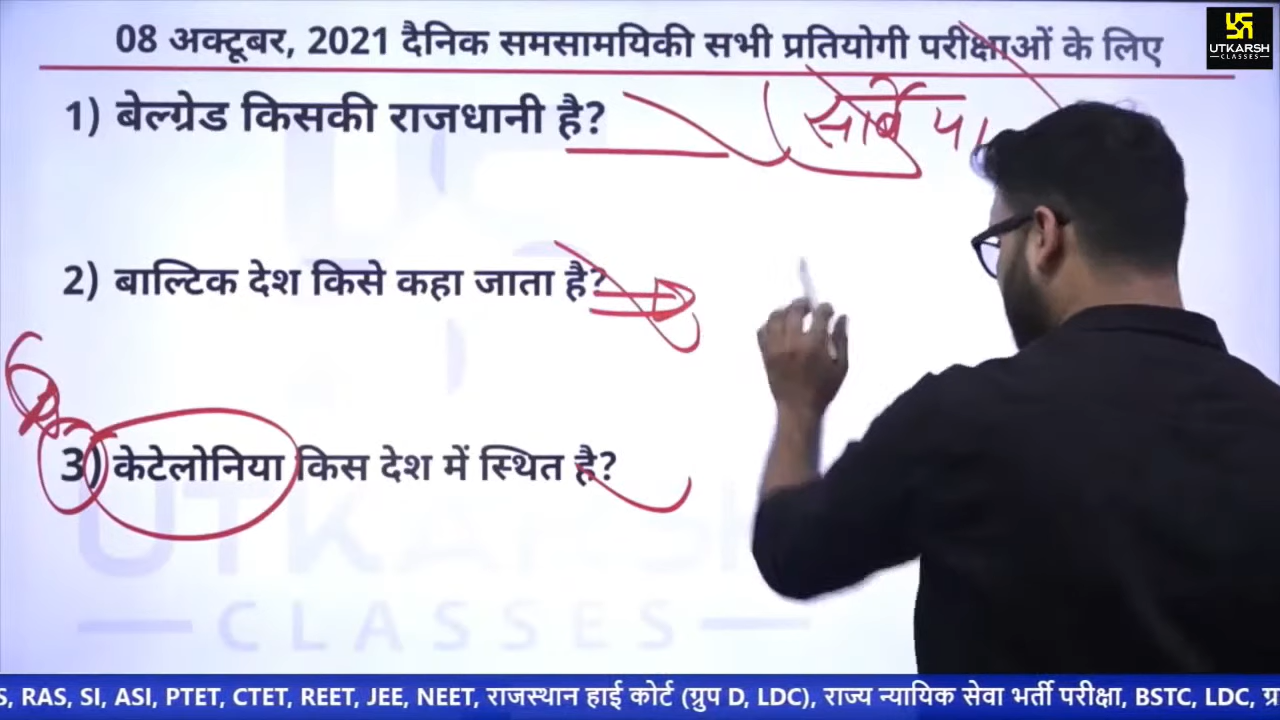 08 अक्टूबर, 2021 दैनिक समसामयिकी सभी प्रतियोगी परीक्षाओं के लिए
UTKARSH
CLASSES
1) बेल्ग्रेड किसकी राजधानी है?
2) बाल्टिक देश किसे कहा जाता है?
3) केटेलोनिया किस देश में स्थित है?
UTKARSH
CLASSES
S, RAS, SI, ASI, PTET, CTET, REET, JEE, NEET, राजस्थान हाई कोर्ट (ग्रुप D, LDC), राज्य न्यायिक सेवा भर्ती परीक्षा, BSTC, LDC, ग्र